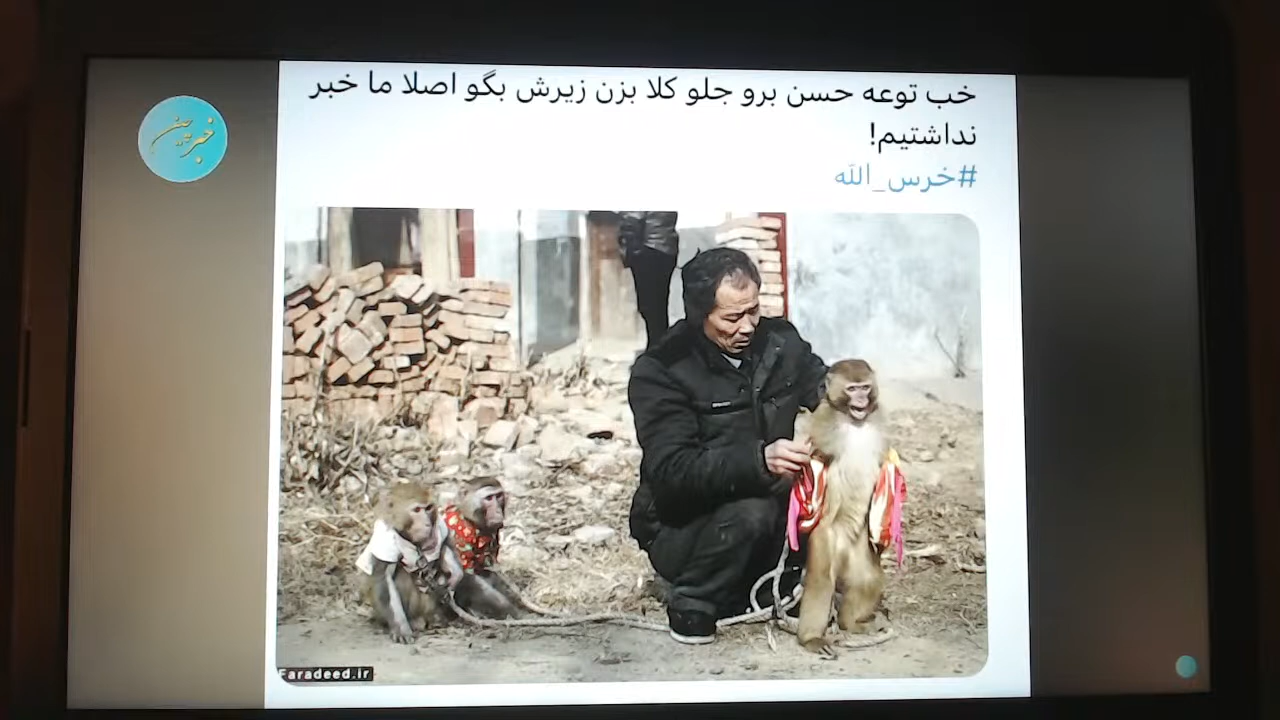 خب توعه حسن برو جلو کلا بزن زیرش بگو اصلا ما خبر
نداشتیم!
#خرس_الله
Faradeed.ir